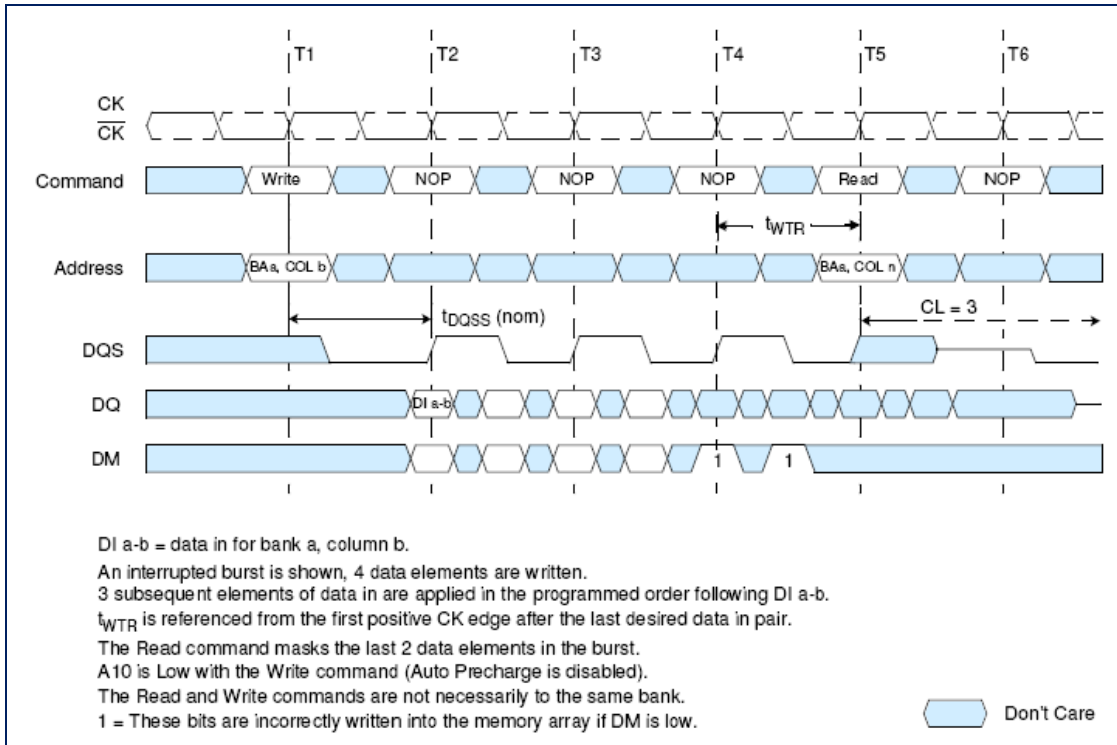 T1 T2 T3 T4 T5 T6
CK
CK
Command Write NOP NOP NOP Read NOP
tWTR
Address BAa, COL b BAa, COL n
tDQSS (nom) CL = 3
DQS
DQ DI a-b
DM 1 1
DI a-b = data in for bank a, column b.
An interrupted burst is shown, 4 data elements are written.
3 subsequent elements of data in are applied in the programmed order following DI a-b.
tWTR is referenced from the first positive CK edge after the last desired data in pair.
The Read command masks the last 2 data elements in the burst.
A10 is Low with the Write command (Auto Precharge is disabled).
The Read and Write commands are not necessarily to the same bank.
1 = These bits are incorrectly written into the memory array if DM is low.
Don't Care